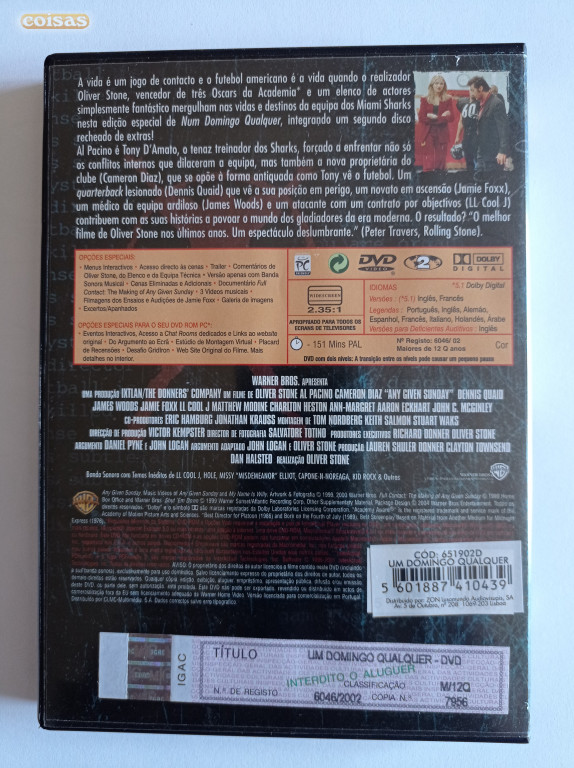 coisas
A vida é um jogo de contacto e o futebol americano é a vida quando o realizador
Oliver Stone, vencedor de três Oscars da Academia* e um elenco de actores
simplesmente fantástico mergulham nas vidas e destinos da equipa dos Miami Sharks
nesta edição especial de Num Domingo Qualquer, integrando um segundo disco
recheado de extras!
Al Pacino é Tony D'Amato, o tenaz treinador dos Sharks, forçado a enfrentar não só
os conflitos internos que dilaceram a equipa, mas também a nova proprietária do
clube (Cameron Diaz), que se opõe à forma antiquada como Tony vê o futebol. Um
quarterback lesionado (Dennis Quaid) que vê a sua posição em perigo, um novato em ascensão (Jamie Foxx),
um médico da equipa ardiloso (James Woods) e um atacante com um contrato por objectivos (LL Cool J)
contribuem com as suas histórias a povoar o mundo dos gladiadores da era moderna. O resultado? "O melhor
filme de Oliver Stone nos últimos anos. Um espectáculo deslumbrante." (Peter Travers, Rolling Stone).
OPÇÕES ESPECIAIS:
• Menus Interactivos • Acesso directo às cenas • Trailer • Comentários de
Oliver Stone, do Elenco e de Equipa Técnica • Versão apenas com Banda
Sonora Musical • Cenas Eliminadas e Adicionais • Documentário Full
Contact: The Making of Any Given Sunday • 3 Vídeos musicais •
Filmagens dos Ensaios e Audições de Jamie Foxx • Galeria de Imagens
• Excertos/Apanhados
OPÇÕES ESPECIAIS PARA O SEU DVD ROM PC*:
• Eventos Interactivos, Acesso a Chat Rooms dedicados e Links ao website
original • Do Argumento ao Ecrã • Estúdio de Montagem Virtual • Placard
de Recensões • Desafio Gridiron • Web Site Original do Filme. Mais
detalhes no interior.
PC
DVD VIDEO
2
DOLBY DIGITAL
WIDESCREEN
2.35:1
APROPRIADO PARA TODOS OS
ECRANS DE TELEVISORES
IDIOMAS *5.1 Dolby Digital
Versões: (*5.1) Inglês, Francês
Legendas: Português, Inglês, Alemão,
Espanhol, Francês, Italiano, Holandês, Árabe
Versões para Deficientes Auditivos: Inglês
- 151 Mins PAL
Nº Registo: 6046/02
Maiores de 12 Q anos
Cor
DVD com dois níveis: A transição entre os níveis pode causar um pequena pausa
WARNER BROS. APRESENTA
UMA PRODUÇÃO IXTLAN/THE DONNERS' COMPANY UM FILME DE OLIVER STONE AL PACINO CAMERON DIAZ "ANY GIVEN SUNDAY" DENNIS QUAID
JAMES WOODS JAMIE FOXX LL COOL J MATTHEW MODINE CHARLTON HESTON ANN-MARGRET AARON ECKHART JOHN C. MCGINLEY
CO-PRODUTORES ERIC HAMBURG JONATHAN KRAUSS MONTAGEM DE TOM NORDBERG KEITH SALMON STUART WAKS
DIRECÇÃO DE PRODUÇÃO VICTOR KEMPSTER DIRECTOR DE FOTOGRAFIA SALVATORE TOTINO PRODUTORES EXECUTIVOS RICHARD DONNER OLIVER STONE
ARGUMENTO DANIEL PYNE E JOHN LOGAN ARGUMENTO ADAPTADO JOHN LOGAN E OLIVER STONE PRODUÇÃO LAUREN SHULER DONNER CLAYTON TOWNSEND
DAN HALSTED REALIZAÇÃO OLIVER STONE
Banda Sonora com Temas Inéditos de LL COOL J, HOLE, MISSY "MISDEMEANOR" ELLIOT, CAPONE-N-NOREAGA, KID ROCK & Outros
CÓD: 651902D
UM DOMINGO QUALQUER
5 601887 410439
Distribuido por: ZON Lusomundo Audiovisuais, SA
Av. 5 de Outubro, nº 208 1069-203 Lisboa
IGAC
TÍTULO UM DOMINGO QUALQUER - DVD
INTERDITO O ALUGUER
CLASSIFICAÇÃO M/12Q
N.º DE REGISTO 6046/2002 CÓPIA N.º 7956